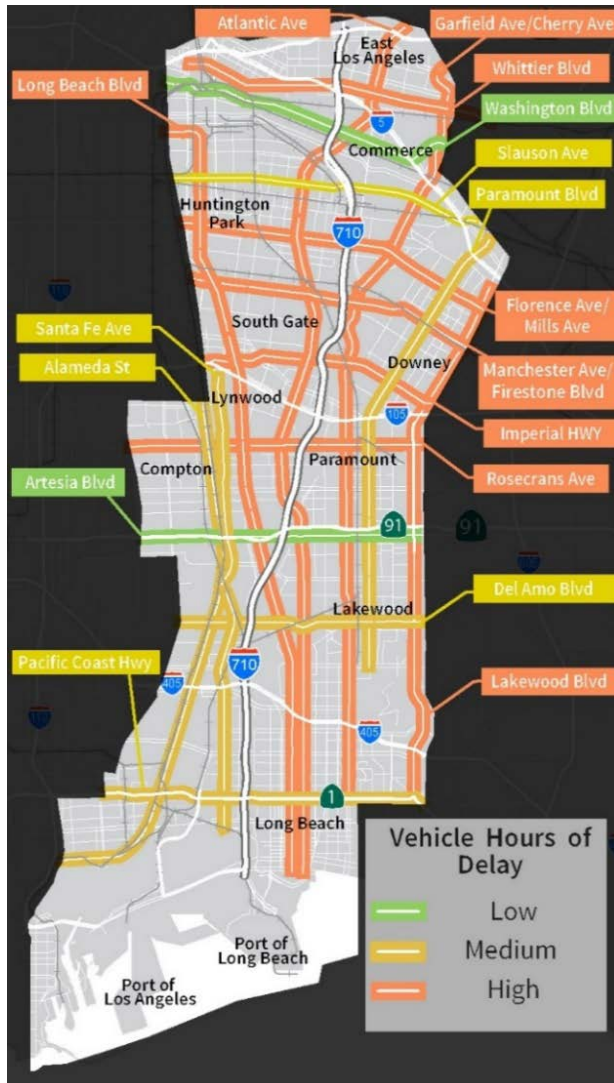 Atlantic Ave
Garfield Ave/Cherry Ave
East
Los Angeles
Long Beach Blvd
Whittier Blvd
Washington Blvd
5
Commerce
Slauson Ave
Paramount Blvd
Huntington
Park
710
Florence Ave/
Mills Ave
South Gate
Santa Fe Ave
Downey
Manchester Ave/
Firestone Blvd
Alameda St
Lynwood
105
Imperial HWY
Compton
Paramount
Rosecrans Ave
Artesia Blvd
91
91
Lakewood
Del Amo Blvd
Pacific Coast Hwy
710
405
Lakewood Blvd
405
1
Long Beach
Vehicle Hours of
Delay
Low
Medium
High
Port of
Long Beach
Port of
Los Angeles